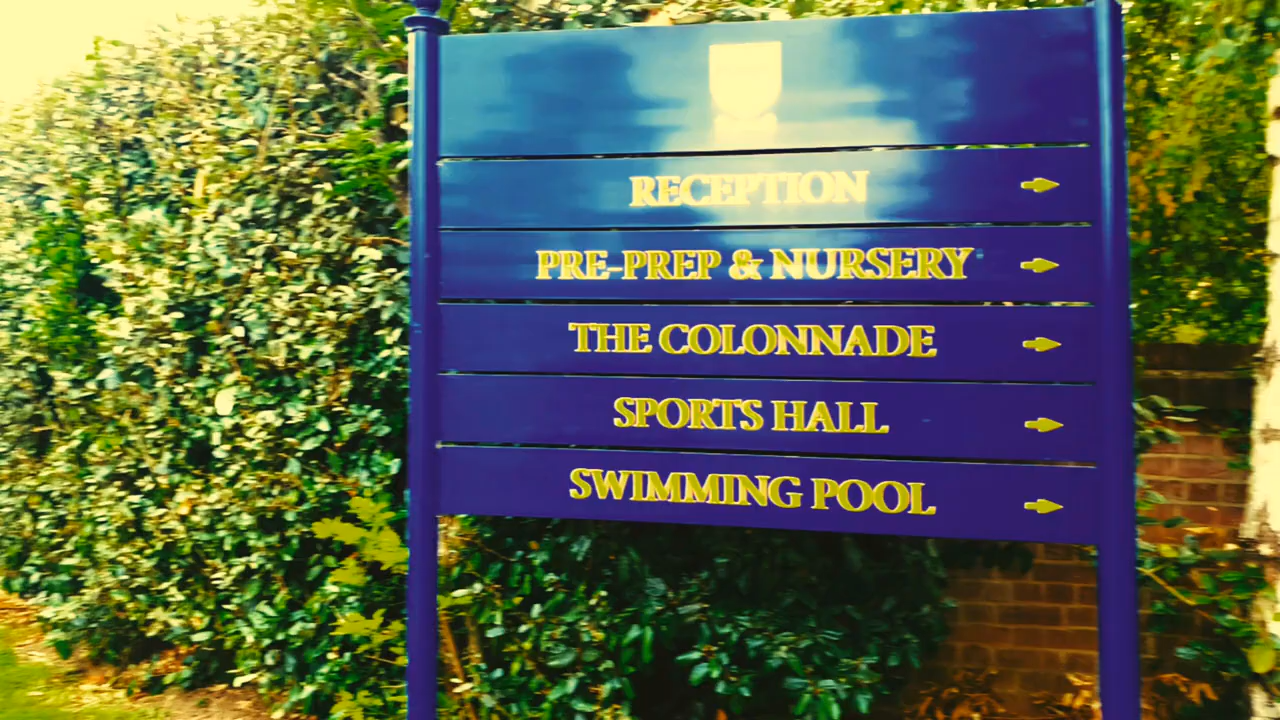 RECEPTION
PRE-PREP & NURSERY
THE COLONNADE
SPORTS HALL
SWIMMING POOL